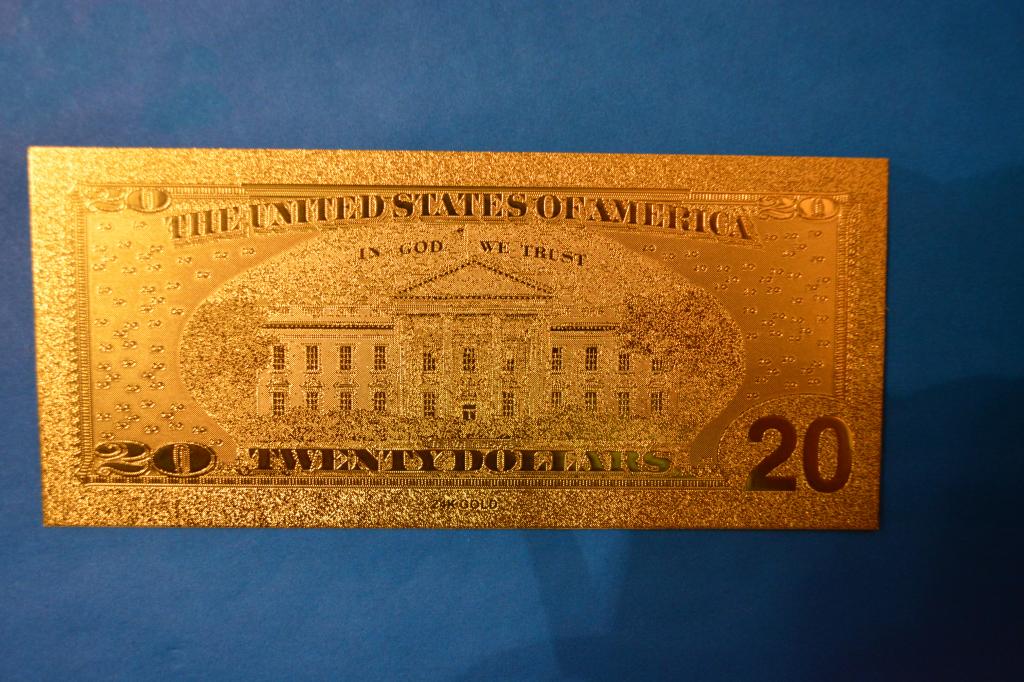 20 THE UNITED STATES OF AMERICA 20
IN GOD WE TRUST
20 TWENTY DOLLARS 20
24K GOLD